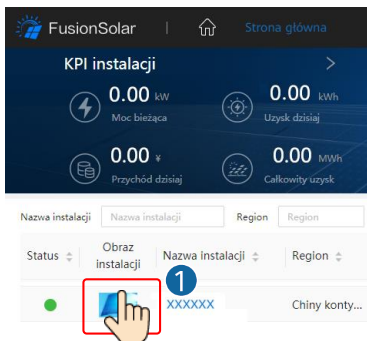 FusionSolar Strona główna
KPI instalacji
0.00 kW 0.00 kWh
Moc bieżąca Uzysk dzisiaj
0.00 ¥ 0.00 MWh
Przychód dzisiaj Całkowity uzysk
Nazwa instalacji Nazwa instalacji Region Region
Status Obraz instalacji Nazwa instalacji Region
1
XXXXXX Chiny konty...